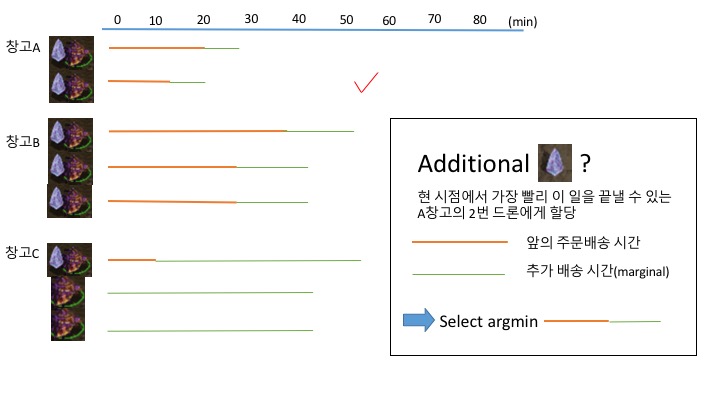 0 10 20 30 40 50 60 70 80 (min)
창고A
창고B
창고C
Additional ?
현 시점에서 가장 빨리 이 일을 끝낼 수 있는
A창고의 2번 드론에게 할당
앞의 주문배송 시간
추가 배송 시간(marginal)
Select argmin